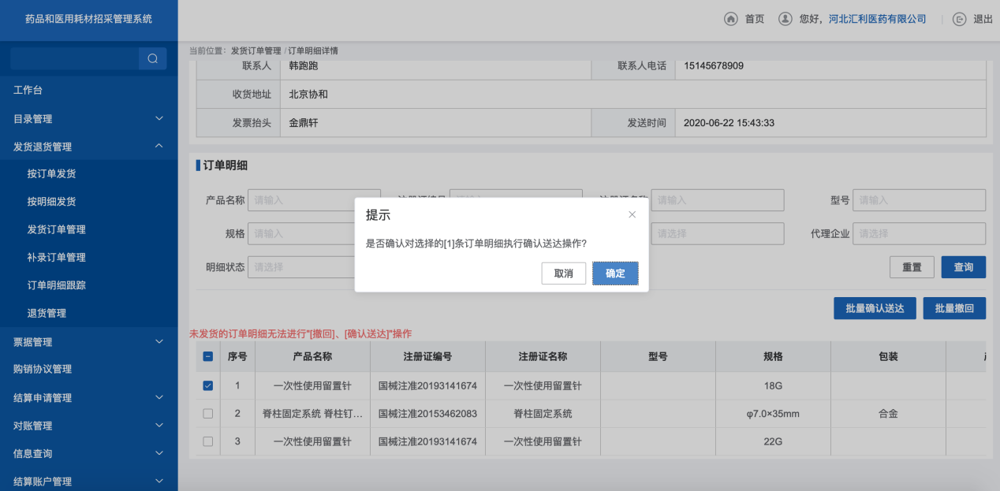 药品和医用耗材招采管理系统
首页 您好，河北汇利医药有限公司 退出
当前位置: 发货订单管理 / 订单明细详情
工作台
目录管理
发货退货管理
按订单发货
按明细发货
发货订单管理
补录订单管理
订单明细跟踪
退货管理
票据管理
购销协议管理
结算申请管理
对账管理
信息查询
结算账户管理
联系人 韩跑跑 联系人电话 15145678909
收货地址 北京协和
发票抬头 金鼎轩 发送时间 2020-06-22 15:43:33
订单明细
产品名称 请输入 注册证编号 请输入 注册证名称 请输入 型号 请输入
规格 请输入 请选择 代理企业 请选择
明细状态 请选择 重置 查询
提示
是否确认对选择的[1]条订单明细执行确认送达操作?
取消 确定
批量确认送达 批量撤回
未发货的订单明细无法进行"[撤回]、[确认送达]"操作
序号 产品名称 注册证编号 注册证名称 型号 规格 包装
1 一次性使用留置针 国械注准20193141674 一次性使用留置针 18G
2 脊柱固定系统 脊柱钉… 国械注准20153462083 脊柱固定系统 φ7.0×35mm 合金
3 一次性使用留置针 国械注准20193141674 一次性使用留置针 22G